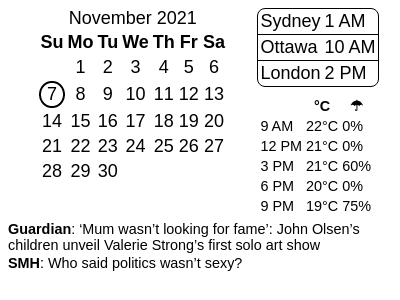 November 2021
Su Mo Tu We Th Fr Sa
1 2 3 4 5 6
7 8 9 10 11 12 13
14 15 16 17 18 19 20
21 22 23 24 25 26 27
28 29 30
Sydney 1 AM
Ottawa 10 AM
London 2 PM
°C ☂
9 AM 22°C 0%
12 PM 21°C 0%
3 PM 21°C 60%
6 PM 20°C 0%
9 PM 19°C 75%
Guardian: ‘Mum wasn’t looking for fame’: John Olsen’s
children unveil Valerie Strong’s first solo art show
SMH: Who said politics wasn’t sexy?